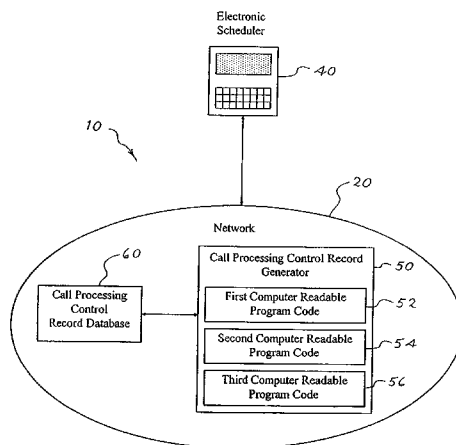 Electronic
Scheduler
40
10
20
Network
60
Call Processing
Control
Record Database
Call Processing Control Record
Generator
50
First Computer Readable
Program Code
52
Second Computer Readable
Program Code
54
Third Computer Readable
Program Code
56